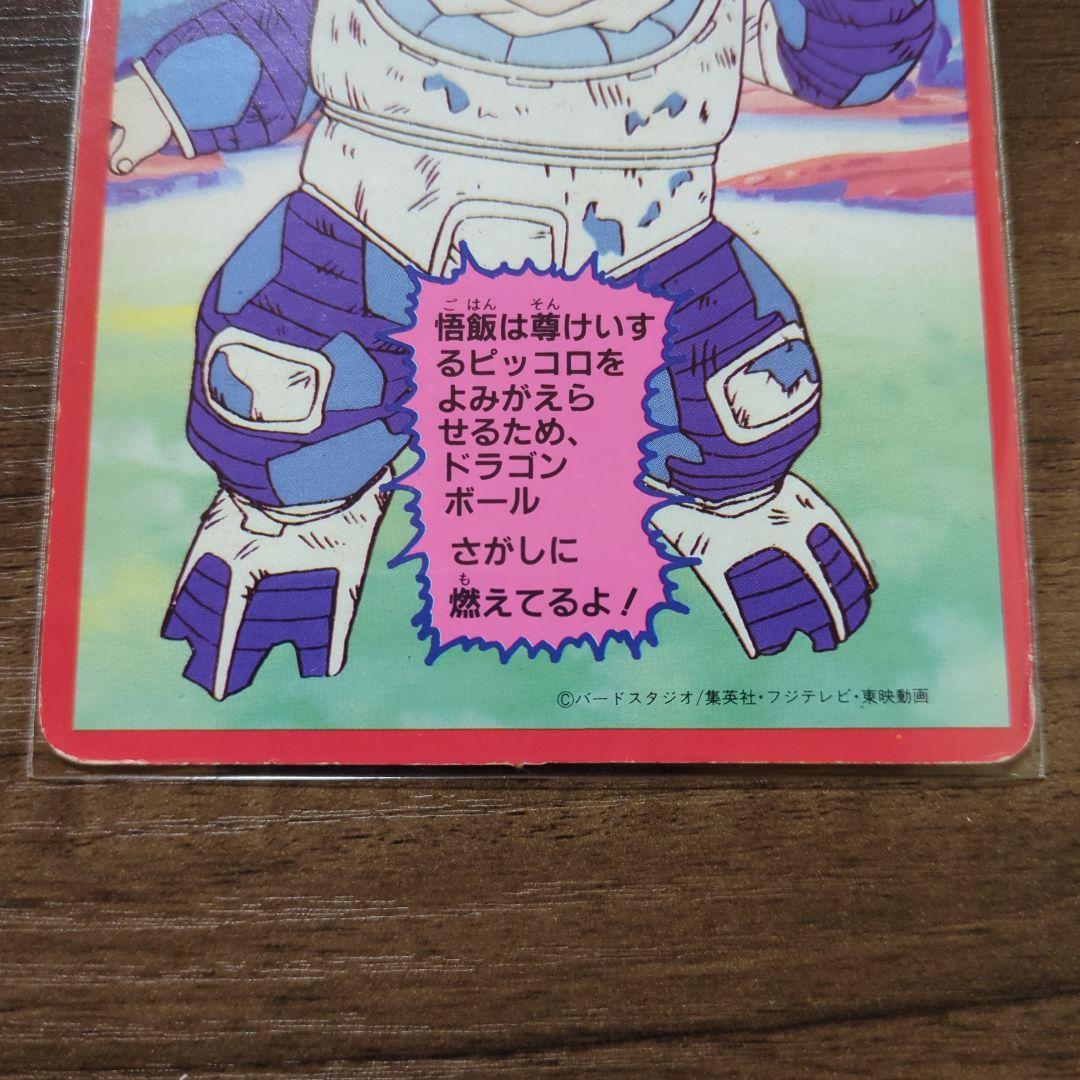 ごはん そん
悟飯は尊けいす
るピッコロを
よみがえら
せるため、
ドラゴン
ボール
さがしに
も
燃えてるよ!
©バードスタジオ/集英社・フジテレビ・東映動画